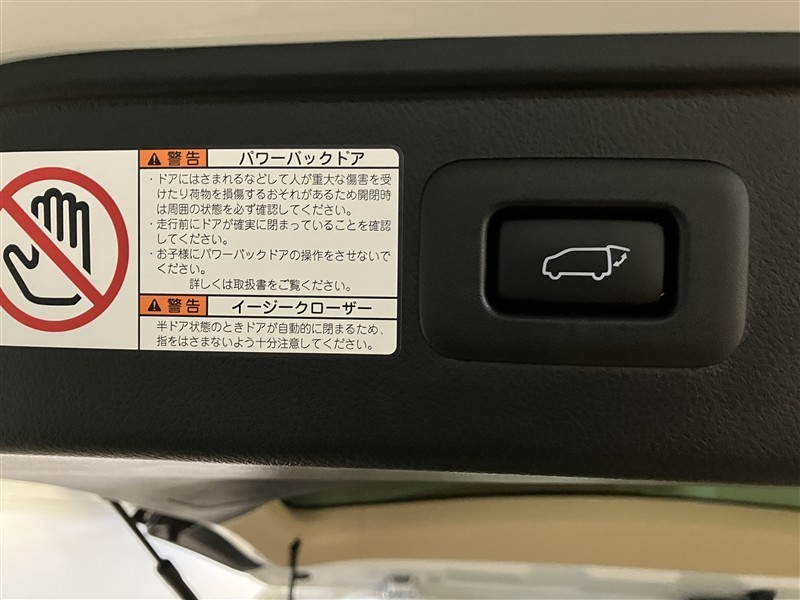 警告 パワーバックドア
・ドアにはさまれるなどして人が重大な傷害を受
けたり荷物を損傷するおそれがあるため開閉時
は周囲の状態を必ず確認してください。
・走行前にドアが確実に閉まっていることを確認
してください。
・お子様にパワーバックドアの操作をさせないで
ください。
詳しくは取扱書をご覧ください。
警告 イージークローザー
半ドア状態のときドアが自動的に閉まるため、
指をはさまないよう十分注意してください。